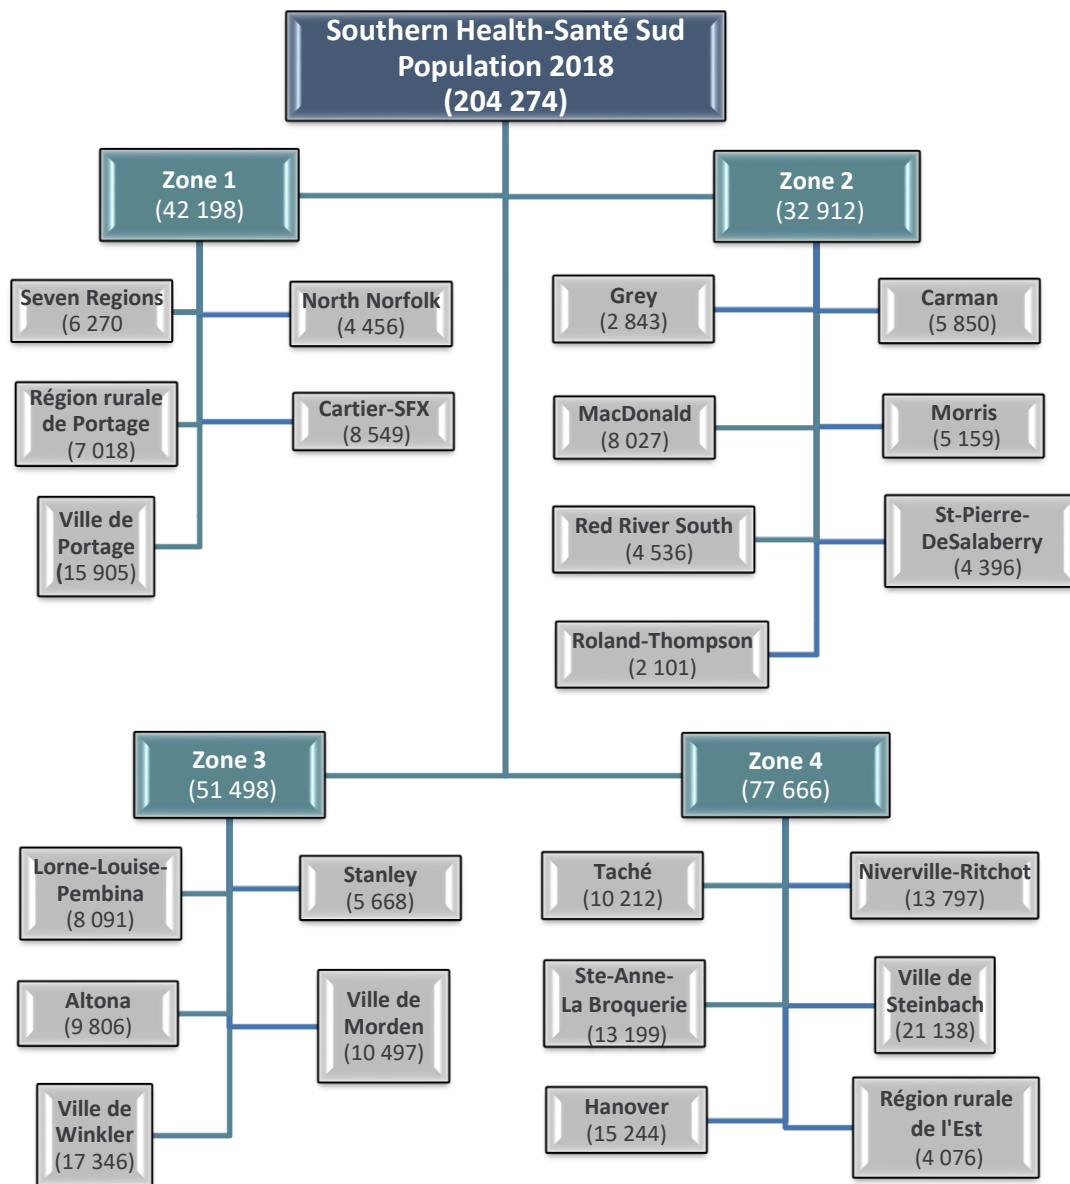 Southern Health-Santé Sud
Population 2018
(204 274)
Zone 1
(42 198)
Zone 2
(32 912)
Seven Regions
(6 270
North Norfolk
(4 456)
Grey
(2 843)
Carman
(5 850)
Région rurale
de Portage
(7 018)
Cartier-SFX
(8 549)
MacDonald
(8 027)
Morris
(5 159)
Ville de
Portage
(15 905)
Red River South
(4 536)
St-Pierre-
DeSalaberry
(4 396)
Roland-Thompson
(2 101)
Zone 3
(51 498)
Zone 4
(77 666)
Lorne-Louise-
Pembina
(8 091)
Stanley
(5 668)
Taché
(10 212)
Niverville-Ritchot
(13 797)
Altona
(9 806)
Ville de
Morden
(10 497)
Ste-Anne-
La Broquerie
(13 199)
Ville de
Steinbach
(21 138)
Ville de
Winkler
(17 346)
Hanover
(15 244)
Région rurale
de l'Est
(4 076)